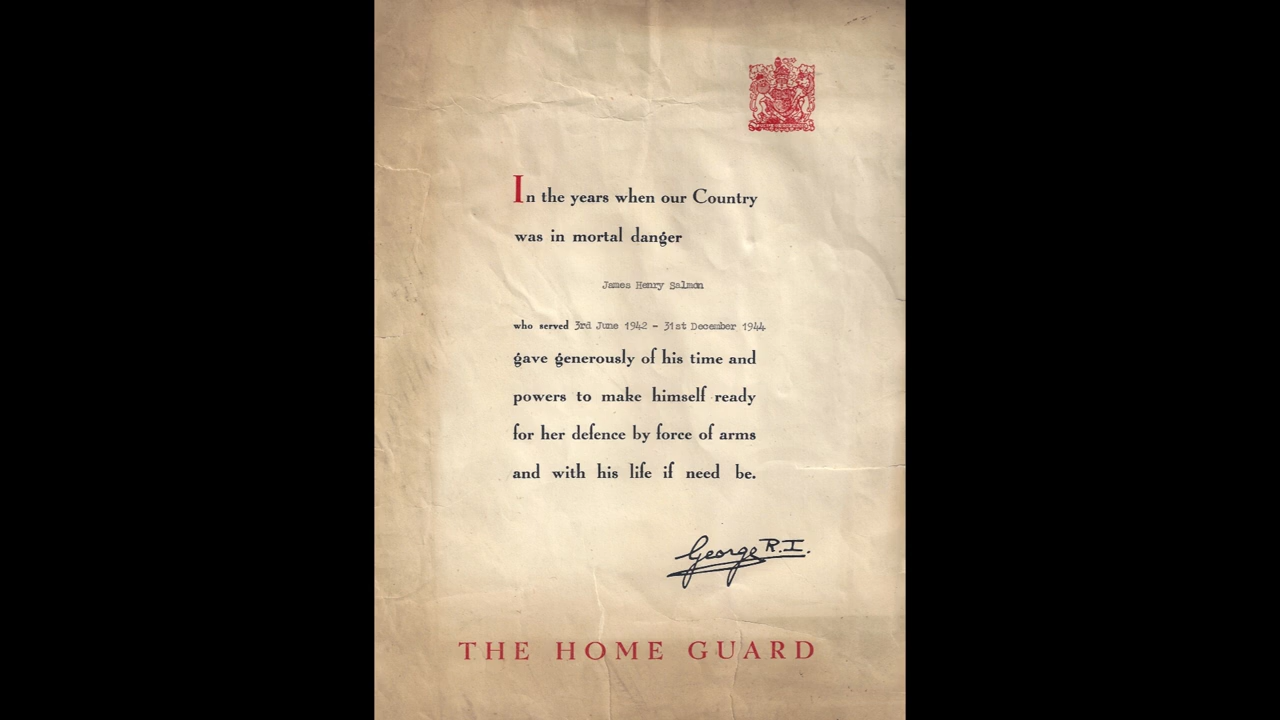 In the years when our Country
was in mortal danger
James Henry Salmon
who served 3rd June 1942 - 31st December 1944
gave generously of his time and
powers to make himself ready
for her defence by force of arms
and with his life if need be.
George R.I.
THE HOME GUARD